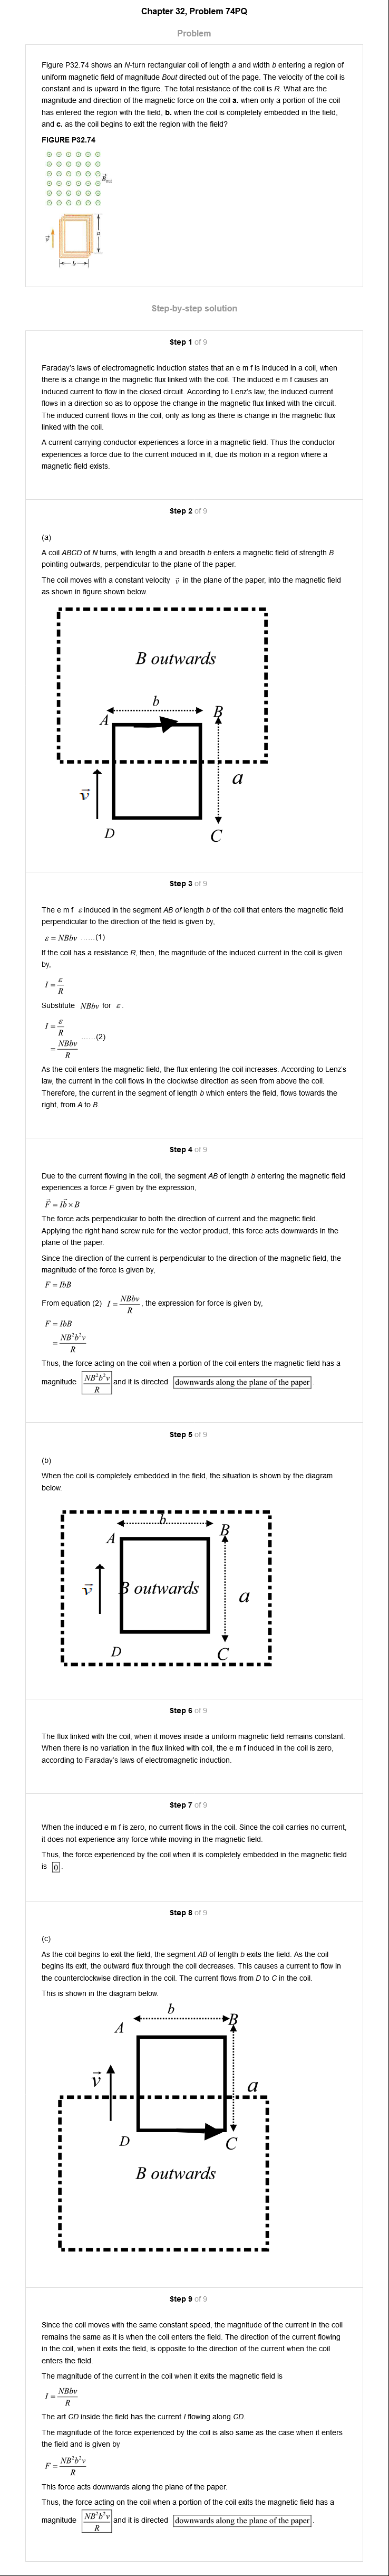 Chapter 32, Problem 74PQ
Problem
Figure P32.74 shows an N-turn rectangular coil of length a and width b entering a region of
uniform magnetic field of magnitude Bout directed out of the page. The velocity of the coil is
constant and is upward in the figure. The total resistance of the coil is R. What are the
magnitude and direction of the magnetic force on the coil a. when only a portion of the coil
has entered the region with the field, b. when the coil is completely embedded in the field,
and c. as the coil begins to exit the region with the field?
FIGURE P32.74
B⃗out
a
v⃗
b
Step-by-step solution
Step 1 of 9
Faraday's laws of electromagnetic induction states that an e m f is induced in a coil, when
there is a change in the magnetic flux linked with the coil. The induced e m f causes an
induced current to flow in the closed circuit. According to Lenz's law, the induced current
flows in a direction so as to oppose the change in the magnetic flux linked with the circuit.
The induced current flows in the coil, only as long as there is change in the magnetic flux
linked with the coil.
A current carrying conductor experiences a force in a magnetic field. Thus the conductor
experiences a force due to the current induced in it, due its motion in a region where a
magnetic field exists.
Step 2 of 9
(a)
A coil ABCD of N turns, with length a and breadth b enters a magnetic field of strength B
pointing outwards, perpendicular to the plane of the paper.
The coil moves with a constant velocity v⃗ in the plane of the paper, into the magnetic field
as shown in figure shown below.
B outwards
b
A
B
a
v⃗
D
C
Step 3 of 9
The e m f ε induced in the segment AB of length b of the coil that enters the magnetic field
perpendicular to the direction of the field is given by,
ε = NBbv ……(1)
If the coil has a resistance R, then, the magnitude of the induced current in the coil is given
by,
I = ε/R
Substitute NBbv for ε.
I = ε/R
= NBbv/R ……(2)
As the coil enters the magnetic field, the flux entering the coil increases. According to Lenz's
law, the current in the coil flows in the clockwise direction as seen from above the coil.
Therefore, the current in the segment of length b which enters the field, flows towards the
right, from A to B.
Step 4 of 9
Due to the current flowing in the coil, the segment AB of length b entering the magnetic field
experiences a force F given by the expression,
F⃗ = Ib⃗ × B
The force acts perpendicular to both the direction of current and the magnetic field.
Applying the right hand screw rule for the vector product, this force acts downwards in the
plane of the paper.
Since the direction of the current is perpendicular to the direction of the magnetic field, the
magnitude of the force is given by,
F = IbB
From equation (2) I = NBbv/R, the expression for force is given by,
F = IbB
= NB²b²v/R
Thus, the force acting on the coil when a portion of the coil enters the magnetic field has a
magnitude NB²b²v/R and it is directed downwards along the plane of the paper.
Step 5 of 9
(b)
When the coil is completely embedded in the field, the situation is shown by the diagram
below.
b
A
B
v⃗
B outwards
a
D
C
Step 6 of 9
The flux linked with the coil, when it moves inside a uniform magnetic field remains constant.
When there is no variation in the flux linked with coil, the e m f induced in the coil is zero,
according to Faraday's laws of electromagnetic induction.
Step 7 of 9
When the induced e m f is zero, no current flows in the coil. Since the coil carries no current,
it does not experience any force while moving in the magnetic field.
Thus, the force experienced by the coil when it is completely embedded in the magnetic field
is 0.
Step 8 of 9
(c)
As the coil begins to exit the field, the segment AB of length b exits the field. As the coil
begins its exit, the outward flux through the coil decreases. This causes a current to flow in
the counterclockwise direction in the coil. The current flows from D to C in the coil.
This is shown in the diagram below.
b
A
B
v⃗
a
D
C
B outwards
Step 9 of 9
Since the coil moves with the same constant speed, the magnitude of the current in the coil
remains the same as it is when the coil enters the field. The direction of the current flowing
in the coil, when it exits the field, is opposite to the direction of the current when the coil
enters the field.
The magnitude of the current in the coil when it exits the magnetic field is
I = NBbv/R
The art CD inside the field has the current I flowing along CD.
The magnitude of the force experienced by the coil is also same as the case when it enters
the field and is given by
F = NB²b²v/R
This force acts downwards along the plane of the paper.
Thus, the force acting on the coil when a portion of the coil exits the magnetic field has a
magnitude NB²b²v/R and it is directed downwards along the plane of the paper.